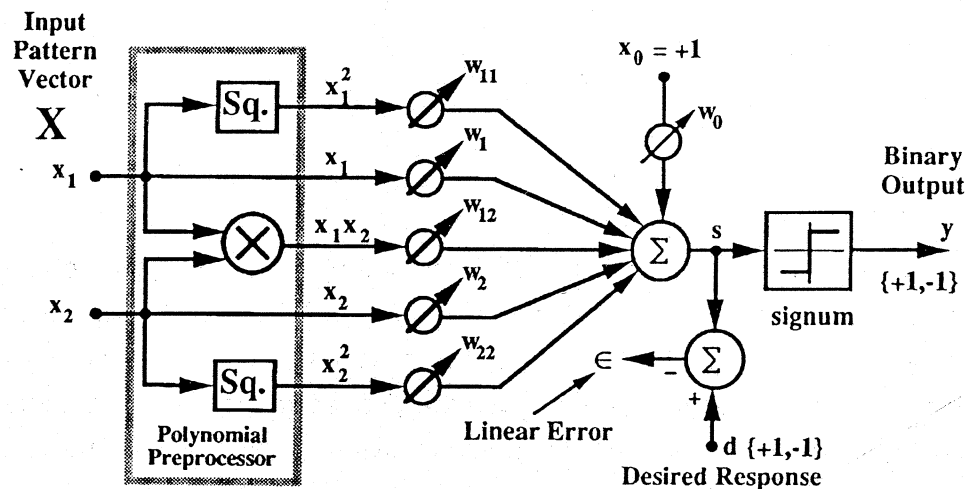 Input
Pattern
Vector
X
x₁
x₂
Sq.
Sq.
Polynomial
Preprocessor
x₁²
x₁
x₁x₂
x₂
x₂²
w₁₁
w₁
w₁₂
w₂
w₂₂
x₀ = +1
w₀
Σ
s
signum
Binary
Output
y
{+1,-1}
Σ
−
+
∈
Linear Error
d {+1,-1}
Desired Response